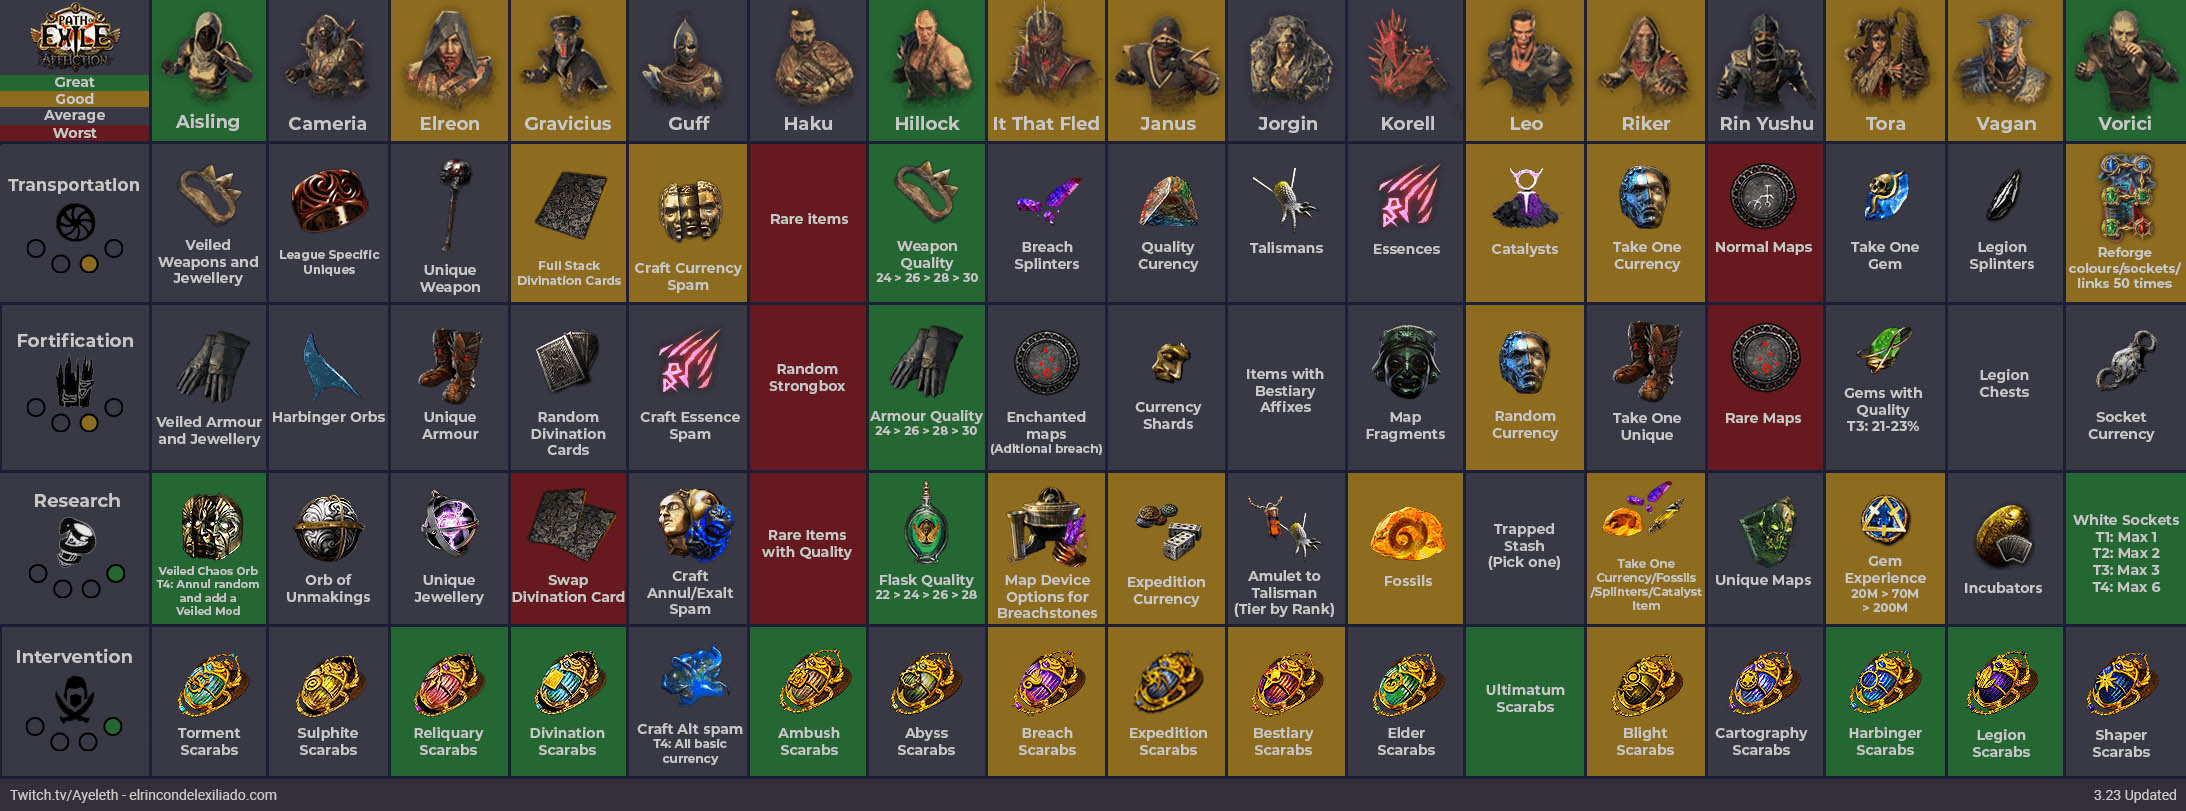 PATH OF
EXILE
AFFLICTION
Great
Good
Average
Worst
Aisling
Cameria
Elreon
Gravicius
Guff
Haku
Hillock
It That Fled
Janus
Jorgin
Korell
Leo
Riker
Rin Yushu
Tora
Vagan
Vorici
Transportation
Veiled
Weapons and
Jewellery
League Specific
Uniques
Unique
Weapon
Full Stack
Divination Cards
Craft Currency
Spam
Rare items
Weapon
Quality
24 > 26 > 28 > 30
Breach
Splinters
Quality
Curency
Talismans
Essences
Catalysts
Take One
Currency
Normal Maps
Take One
Gem
Legion
Splinters
Reforge
colours/sockets/
links 50 times
Fortification
Veiled Armour
and Jewellery
Harbinger Orbs
Unique
Armour
Random
Divination
Cards
Craft Essence
Spam
Random
Strongbox
Armour Quality
24 > 26 > 28 > 30
Enchanted
maps
(Aditional breach)
Currency
Shards
Items with
Bestiary
Affixes
Map
Fragments
Random
Currency
Take One
Unique
Rare Maps
Gems with
Quality
T3: 21-23%
Legion
Chests
Socket
Currency
Research
Veiled Chaos Orb
T4: Annul random
and add a
Veiled Mod
Orb of
Unmakings
Unique
Jewellery
Swap
Divination Card
Craft
Annul/Exalt
Spam
Rare Items
with Quality
Flask Quality
22 > 24 > 26 > 28
Map Device
Options for
Breachstones
Expedition
Currency
Amulet to
Talisman
(Tier by Rank)
Fossils
Trapped
Stash
(Pick one)
Take One
Currency/Fossils
/Splinters/Catalyst
Item
Unique Maps
Gem
Experience
20M > 70M
> 200M
Incubators
White Sockets
T1: Max 1
T2: Max 2
T3: Max 3
T4: Max 6
Intervention
Torment
Scarabs
Sulphite
Scarabs
Reliquary
Scarabs
Divination
Scarabs
Craft Alt spam
T4: All basic
currency
Ambush
Scarabs
Abyss
Scarabs
Breach
Scarabs
Expedition
Scarabs
Bestiary
Scarabs
Elder
Scarabs
Ultimatum
Scarabs
Blight
Scarabs
Cartography
Scarabs
Harbinger
Scarabs
Legion
Scarabs
Shaper
Scarabs
Twitch.tv/Ayeleth - elrincondelexiliado.com
3.23 Updated